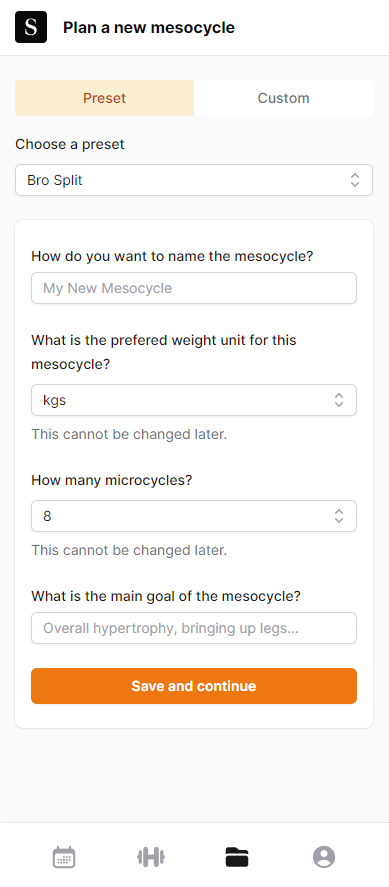 S Plan a new mesocycle
Preset Custom
Choose a preset
Bro Split
How do you want to name the mesocycle?
My New Mesocycle
What is the prefered weight unit for this
mesocycle?
kgs
This cannot be changed later.
How many microcycles?
8
This cannot be changed later.
What is the main goal of the mesocycle?
Overall hypertrophy, bringing up legs...
Save and continue